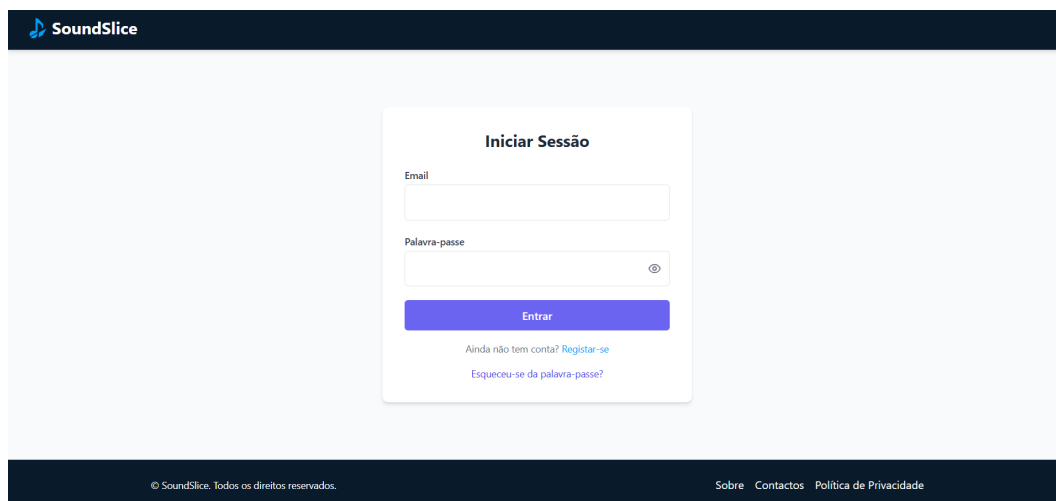 SoundSlice
Iniciar Sessão
Email
Palavra-passe
Entrar
Ainda não tem conta? Registar-se
Esqueceu-se da palavra-passe?
© SoundSlice. Todos os direitos reservados.
Sobre Contactos Política de Privacidade